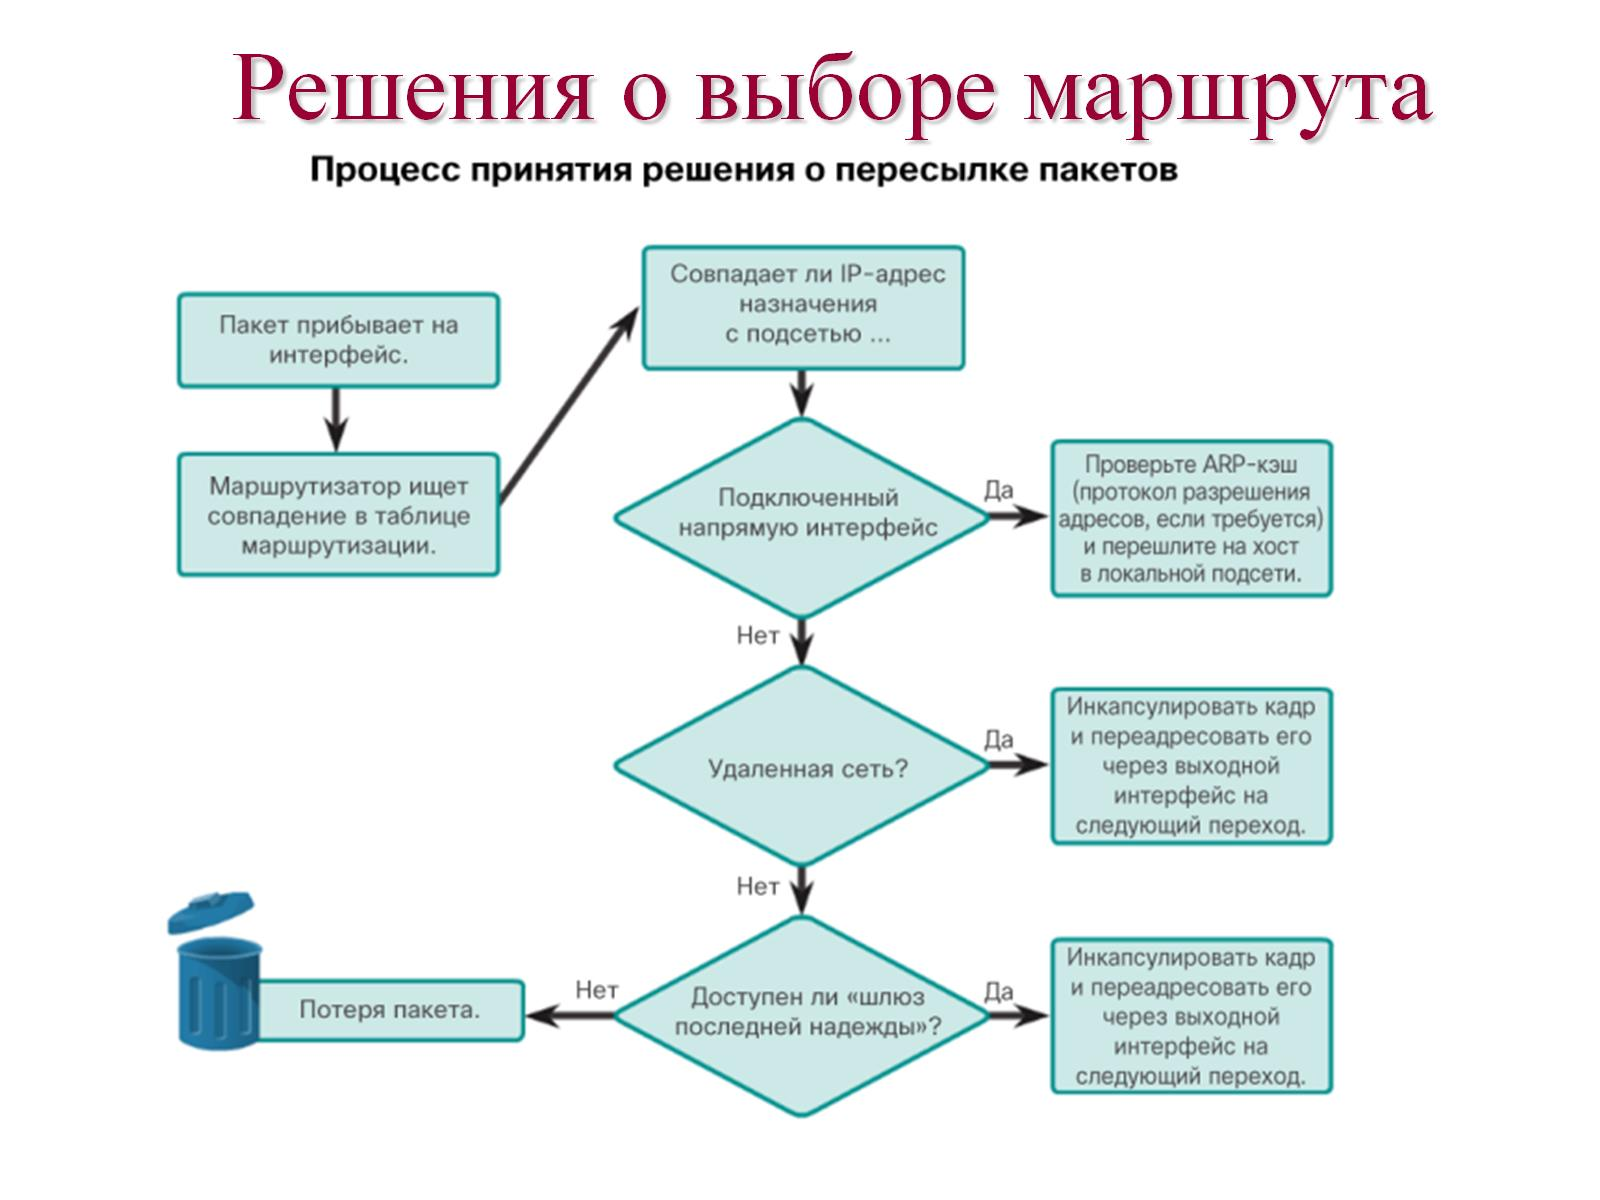 Решения о выборе маршрута
Процесс принятия решения о пересылке пакетов
Пакет прибывает на
интерфейс.
Маршрутизатор ищет
совпадение в таблице
маршрутизации.
Совпадает ли IP-адрес
назначения
с подсетью ...
Подключенный
напрямую интерфейс
Да
Проверьте ARP-кэш
(протокол разрешения
адресов, если требуется)
и перешлите на хост
в локальной подсети.
Нет
Удаленная сеть?
Да
Инкапсулировать кадр
и переадресовать его
через выходной
интерфейс на
следующий переход.
Нет
Доступен ли «шлюз
последней надежды»?
Да
Инкапсулировать кадр
и переадресовать его
через выходной
интерфейс на
следующий переход.
Нет
Потеря пакета.